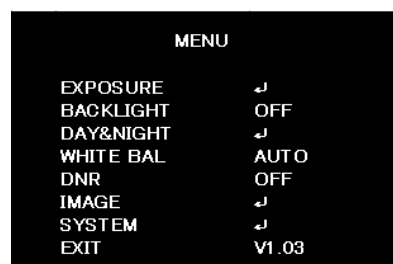 MENU
EXPOSURE ↲
BACKLIGHT OFF
DAY&NIGHT ↲
WHITE BAL AUTO
DNR OFF
IMAGE ↲
SYSTEM ↲
EXIT V1.03